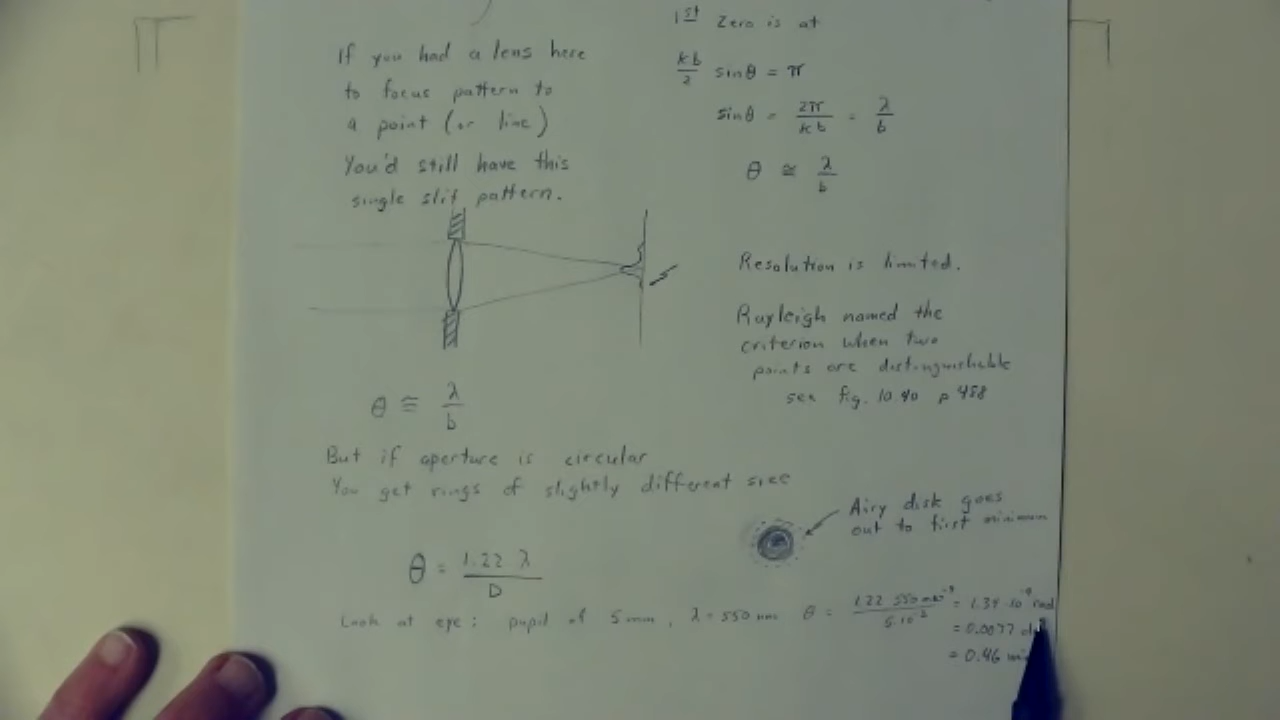 If you had a lens here
to focus pattern to
a point (or line)
You'd still have this
single slit pattern.
θ ≅ λ/b
But if aperture is circular
You get rings of slightly different size
θ = 1.22 λ / D
Look at eye: pupil of 5 mm, λ = 550 nm θ =
1st Zero is at
kb/2 sinθ = π
sinθ = 2π/kb = λ/b
θ ≅ λ/b
Resolution is limited.
Rayleigh named the
criterion when two
points are distinguishable
see fig. 10.40 p 458
Airy disk goes
out to first minimum
= 0.0077
= 0.46